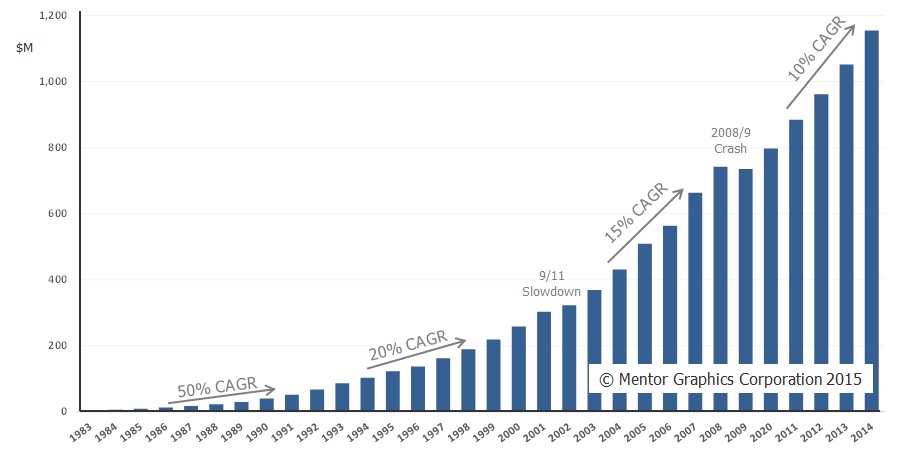 1,200
$M
1,000
800
600
400
200
0
50% CAGR
20% CAGR
9/11
Slowdown
15% CAGR
2008/9
Crash
10% CAGR
© Mentor Graphics Corporation 2015
1983 1984 1985 1986 1987 1988 1989 1990 1991 1992 1993 1994 1995 1996 1997 1998 1999 2000 2001 2002 2003 2004 2005 2006 2007 2008 2009 2020 2011 2012 2013 2014